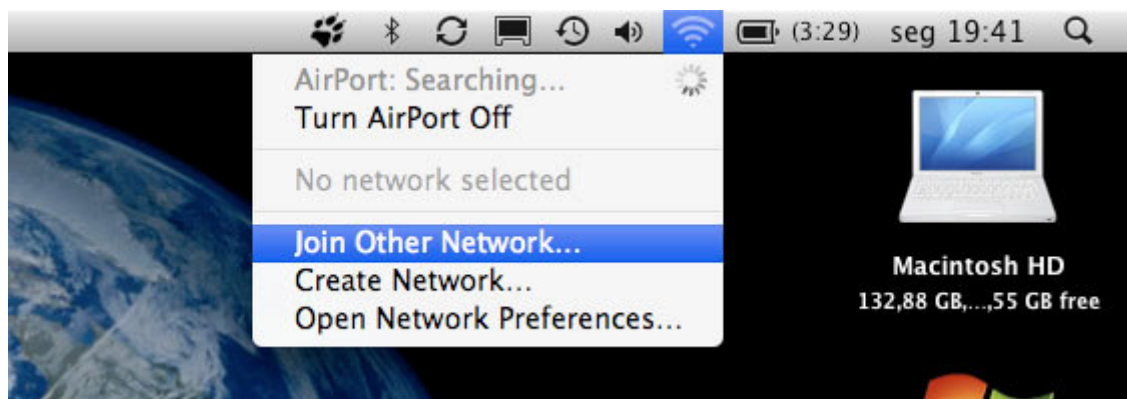 (3:29) seg 19:41
AirPort: Searching...
Turn AirPort Off
No network selected
Join Other Network...
Create Network...
Open Network Preferences...
Macintosh HD
132,88 GB,...,55 GB free